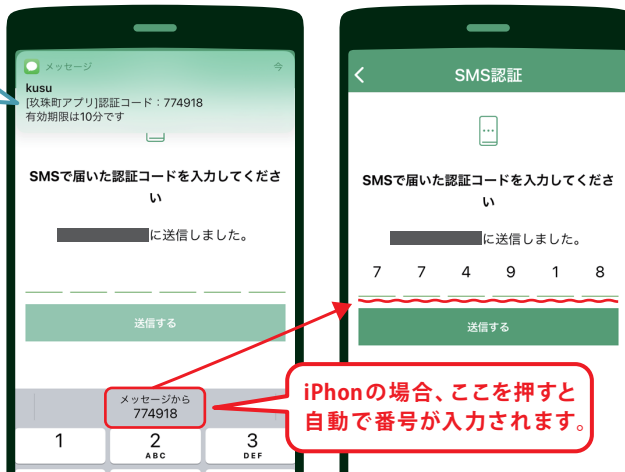 メッセージ 今
kusu
[玖珠町アプリ]認証コード：774918
有効期限は10分です
SMSで届いた認証コードを入力してくださ
い
に送信しました。
送信する
メッセージから
774918
1
2
ABC
3
DEF
SMS認証
SMSで届いた認証コードを入力してくださ
い
に送信しました。
7 7 4 9 1 8
送信する
iPhonの場合、ここを押すと
自動で番号が入力されます。